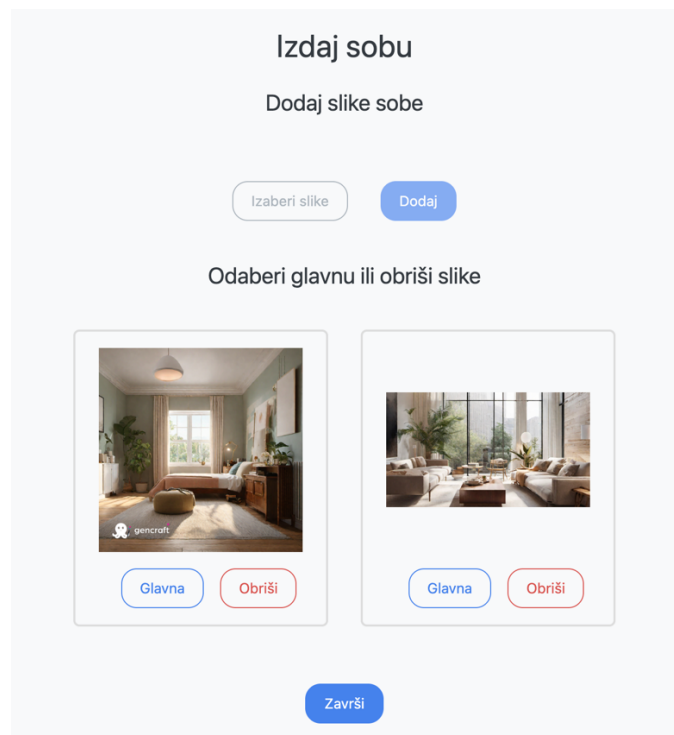 Izdaj sobu
Dodaj slike sobe
Izaberi slike
Dodaj
Odaberi glavnu ili obriši slike
gencraft
Glavna
Obriši
Glavna
Obriši
Završi